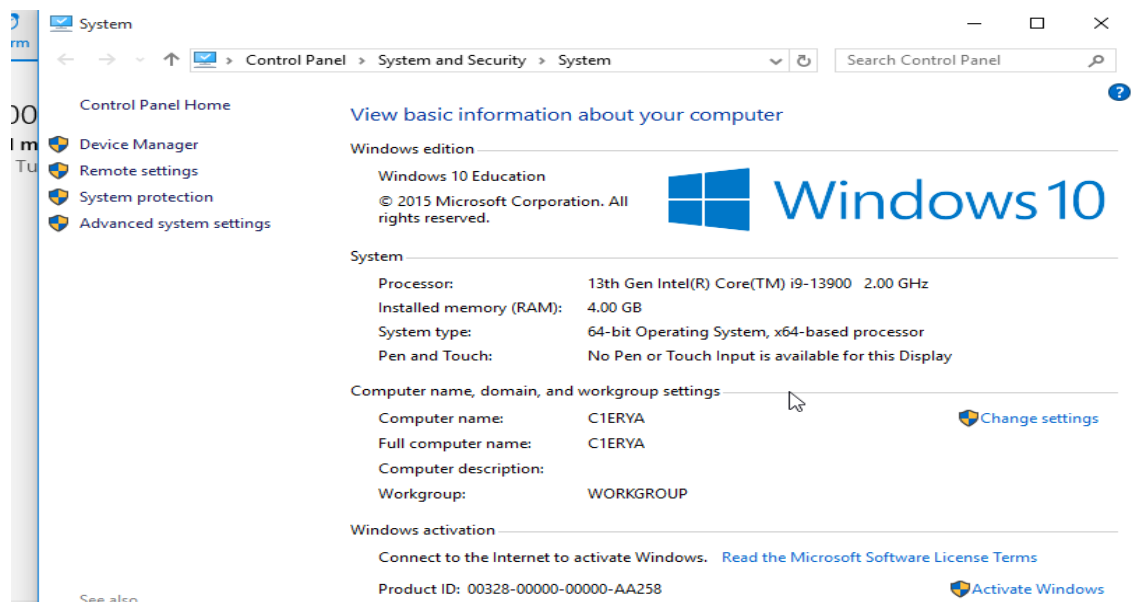 System
rm
Control Panel > System and Security > System
Search Control Panel
?
Control Panel Home
Device Manager
Remote settings
System protection
Advanced system settings
View basic information about your computer
Windows edition
Windows 10 Education
© 2015 Microsoft Corporation. All
rights reserved.
Windows 10
System
Processor: 13th Gen Intel(R) Core(TM) i9-13900 2.00 GHz
Installed memory (RAM): 4.00 GB
System type: 64-bit Operating System, x64-based processor
Pen and Touch: No Pen or Touch Input is available for this Display
Computer name, domain, and workgroup settings
Computer name: C1ERYA
Change settings
Full computer name: C1ERYA
Computer description:
Workgroup: WORKGROUP
Windows activation
Connect to the Internet to activate Windows. Read the Microsoft Software License Terms
Product ID: 00328-00000-00000-AA258
Activate Windows
See also
Tu